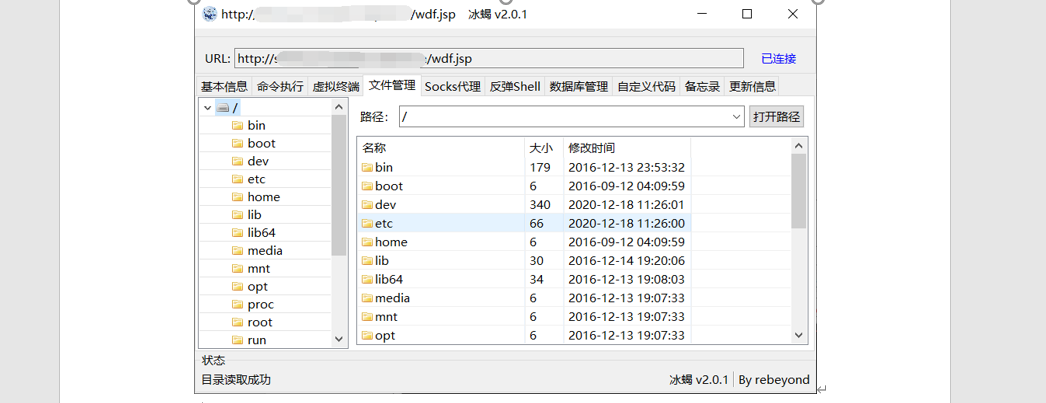 http:/ /wdf.jsp 冰蝎 v2.0.1
URL: http://s /wdf.jsp 已连接
基本信息 命令执行 虚拟终端 文件管理 Socks代理 反弹Shell 数据库管理 自定义代码 备忘录 更新信息
/
bin
boot
dev
etc
home
lib
lib64
media
mnt
opt
proc
root
run
路径： / 打开路径
名称 大小 修改时间
bin 179 2016-12-13 23:53:32
boot 6 2016-09-12 04:09:59
dev 340 2020-12-18 11:26:01
etc 66 2020-12-18 11:26:00
home 6 2016-09-12 04:09:59
lib 30 2016-12-14 19:20:06
lib64 34 2016-12-13 19:08:03
media 6 2016-12-13 19:07:33
mnt 6 2016-12-13 19:07:33
opt 6 2016-12-13 19:07:33
状态
目录读取成功 冰蝎 v2.0.1 By rebeyond